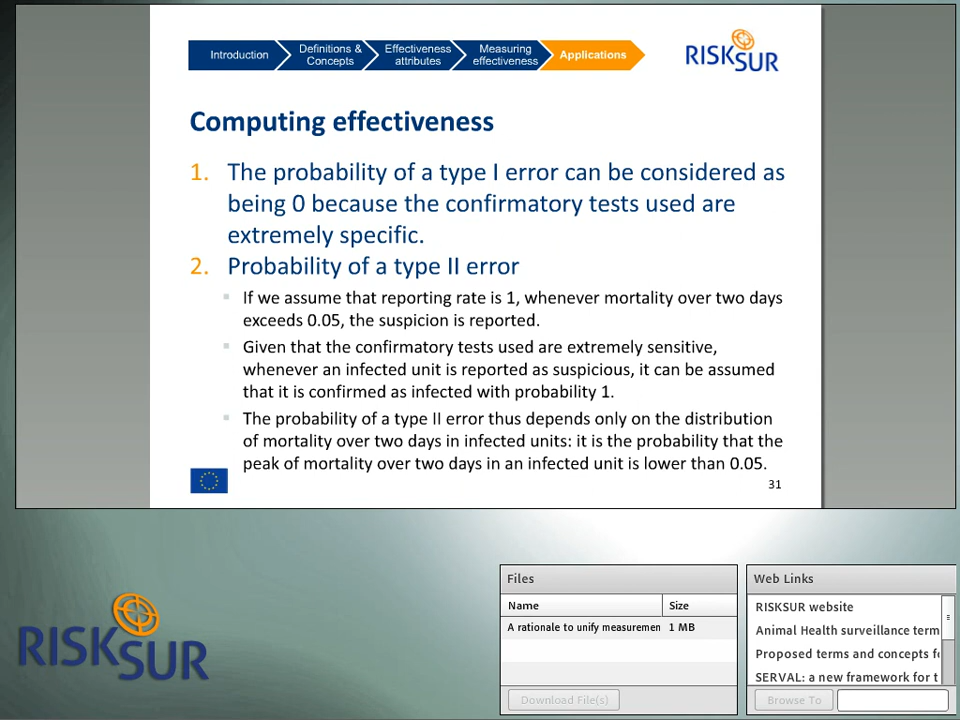 Introduction
Definitions &
Concepts
Effectiveness
attributes
Measuring
effectiveness
Applications
RISKSUR
Computing effectiveness
1. The probability of a type I error can be considered as
being 0 because the confirmatory tests used are
extremely specific.
2. Probability of a type II error
If we assume that reporting rate is 1, whenever mortality over two days
exceeds 0.05, the suspicion is reported.
Given that the confirmatory tests used are extremely sensitive,
whenever an infected unit is reported as suspicious, it can be assumed
that it is confirmed as infected with probability 1.
The probability of a type II error thus depends only on the distribution
of mortality over two days in infected units: it is the probability that the
peak of mortality over two days in an infected unit is lower than 0.05.
31
RISKSUR
Files
Name Size
A rationale to unify measuremen 1 MB
Download File(s)
Web Links
RISKSUR website
Animal Health surveillance term
Proposed terms and concepts fo
SERVAL: a new framework for t
Browse To